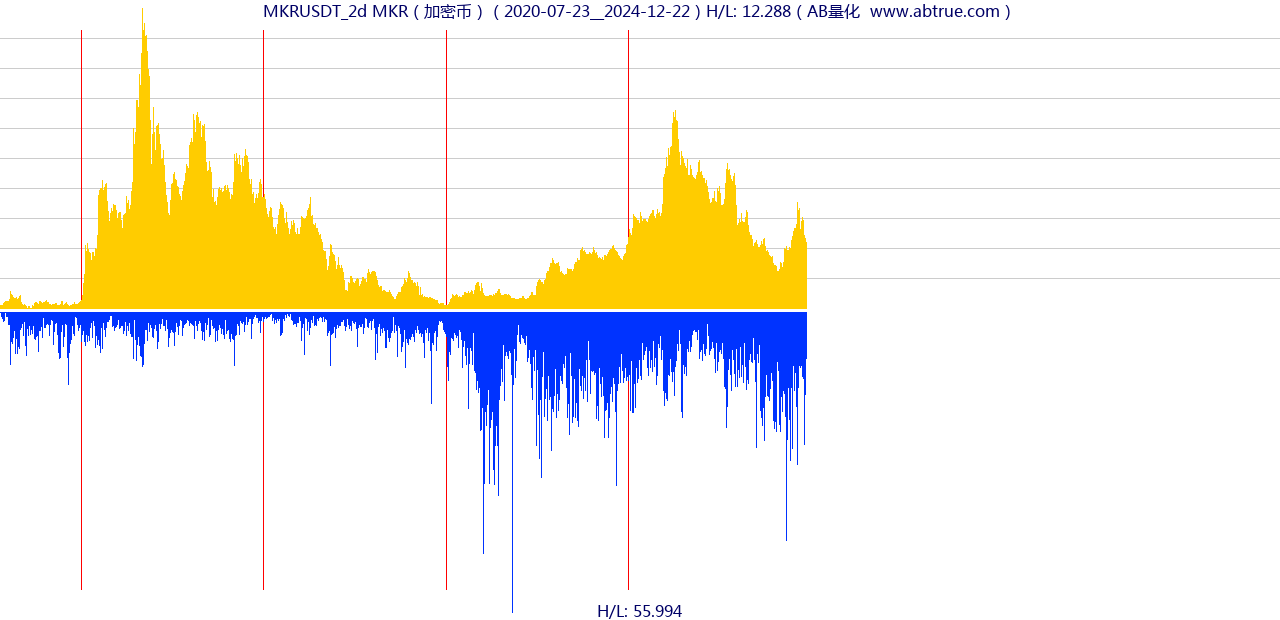 MKRUSDT_2d MKR ( 加密币 ) ( 2020-07-23__2024-12-22 ) H/L: 12.288 ( AB量化  www.abtrue.com )
H/L: 55.994